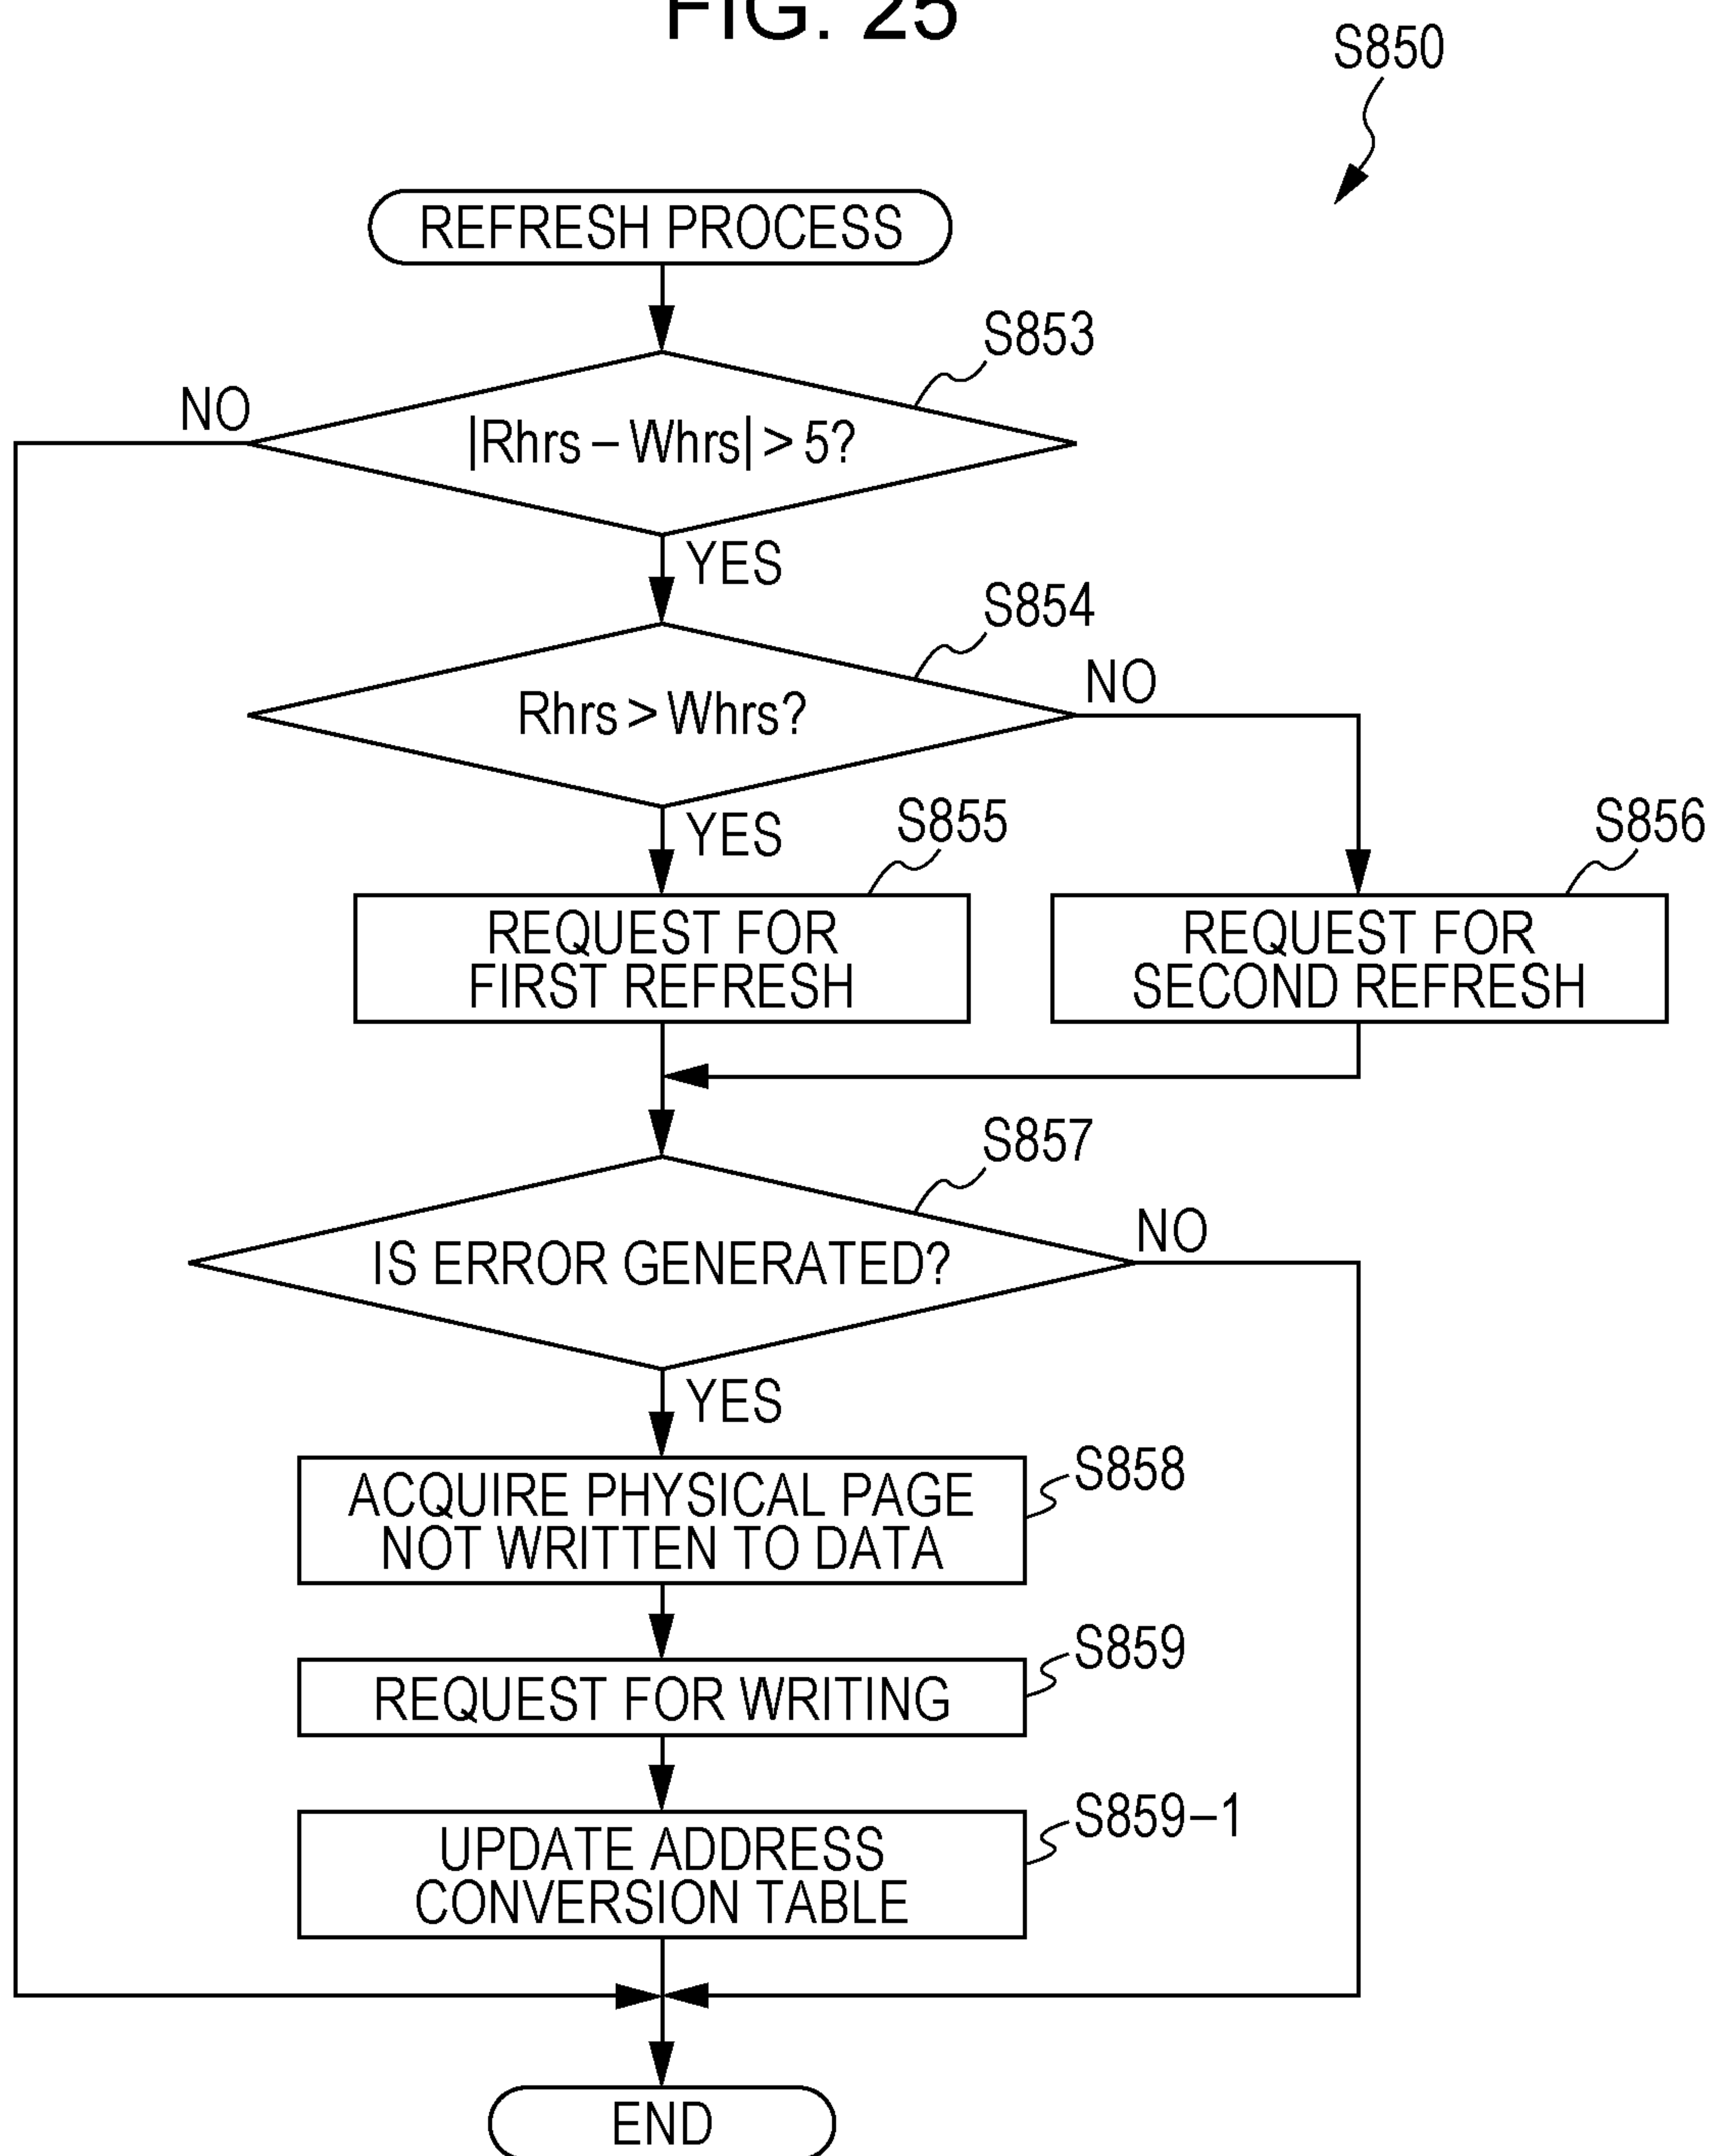 FIG. 25
S850
REFRESH PROCESS
S853
NO
|Rhrs – Whrs| > 5?
YES
S854
NO
Rhrs > Whrs?
YES
S855
S856
REQUEST FOR
FIRST REFRESH
REQUEST FOR
SECOND REFRESH
S857
NO
IS ERROR GENERATED?
YES
S858
ACQUIRE PHYSICAL PAGE
NOT WRITTEN TO DATA
S859
REQUEST FOR WRITING
S859–1
UPDATE ADDRESS
CONVERSION TABLE
END